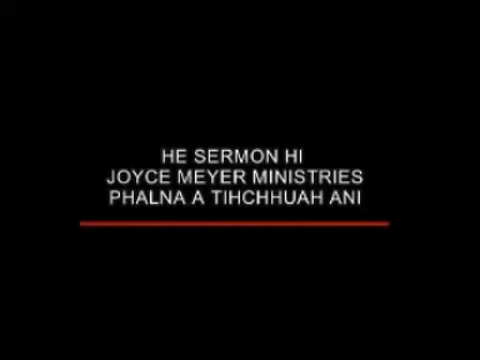 HE SERMON HI
JOYCE MEYER MINISTRIES
PHALNA A TIHCHHUAH ANI